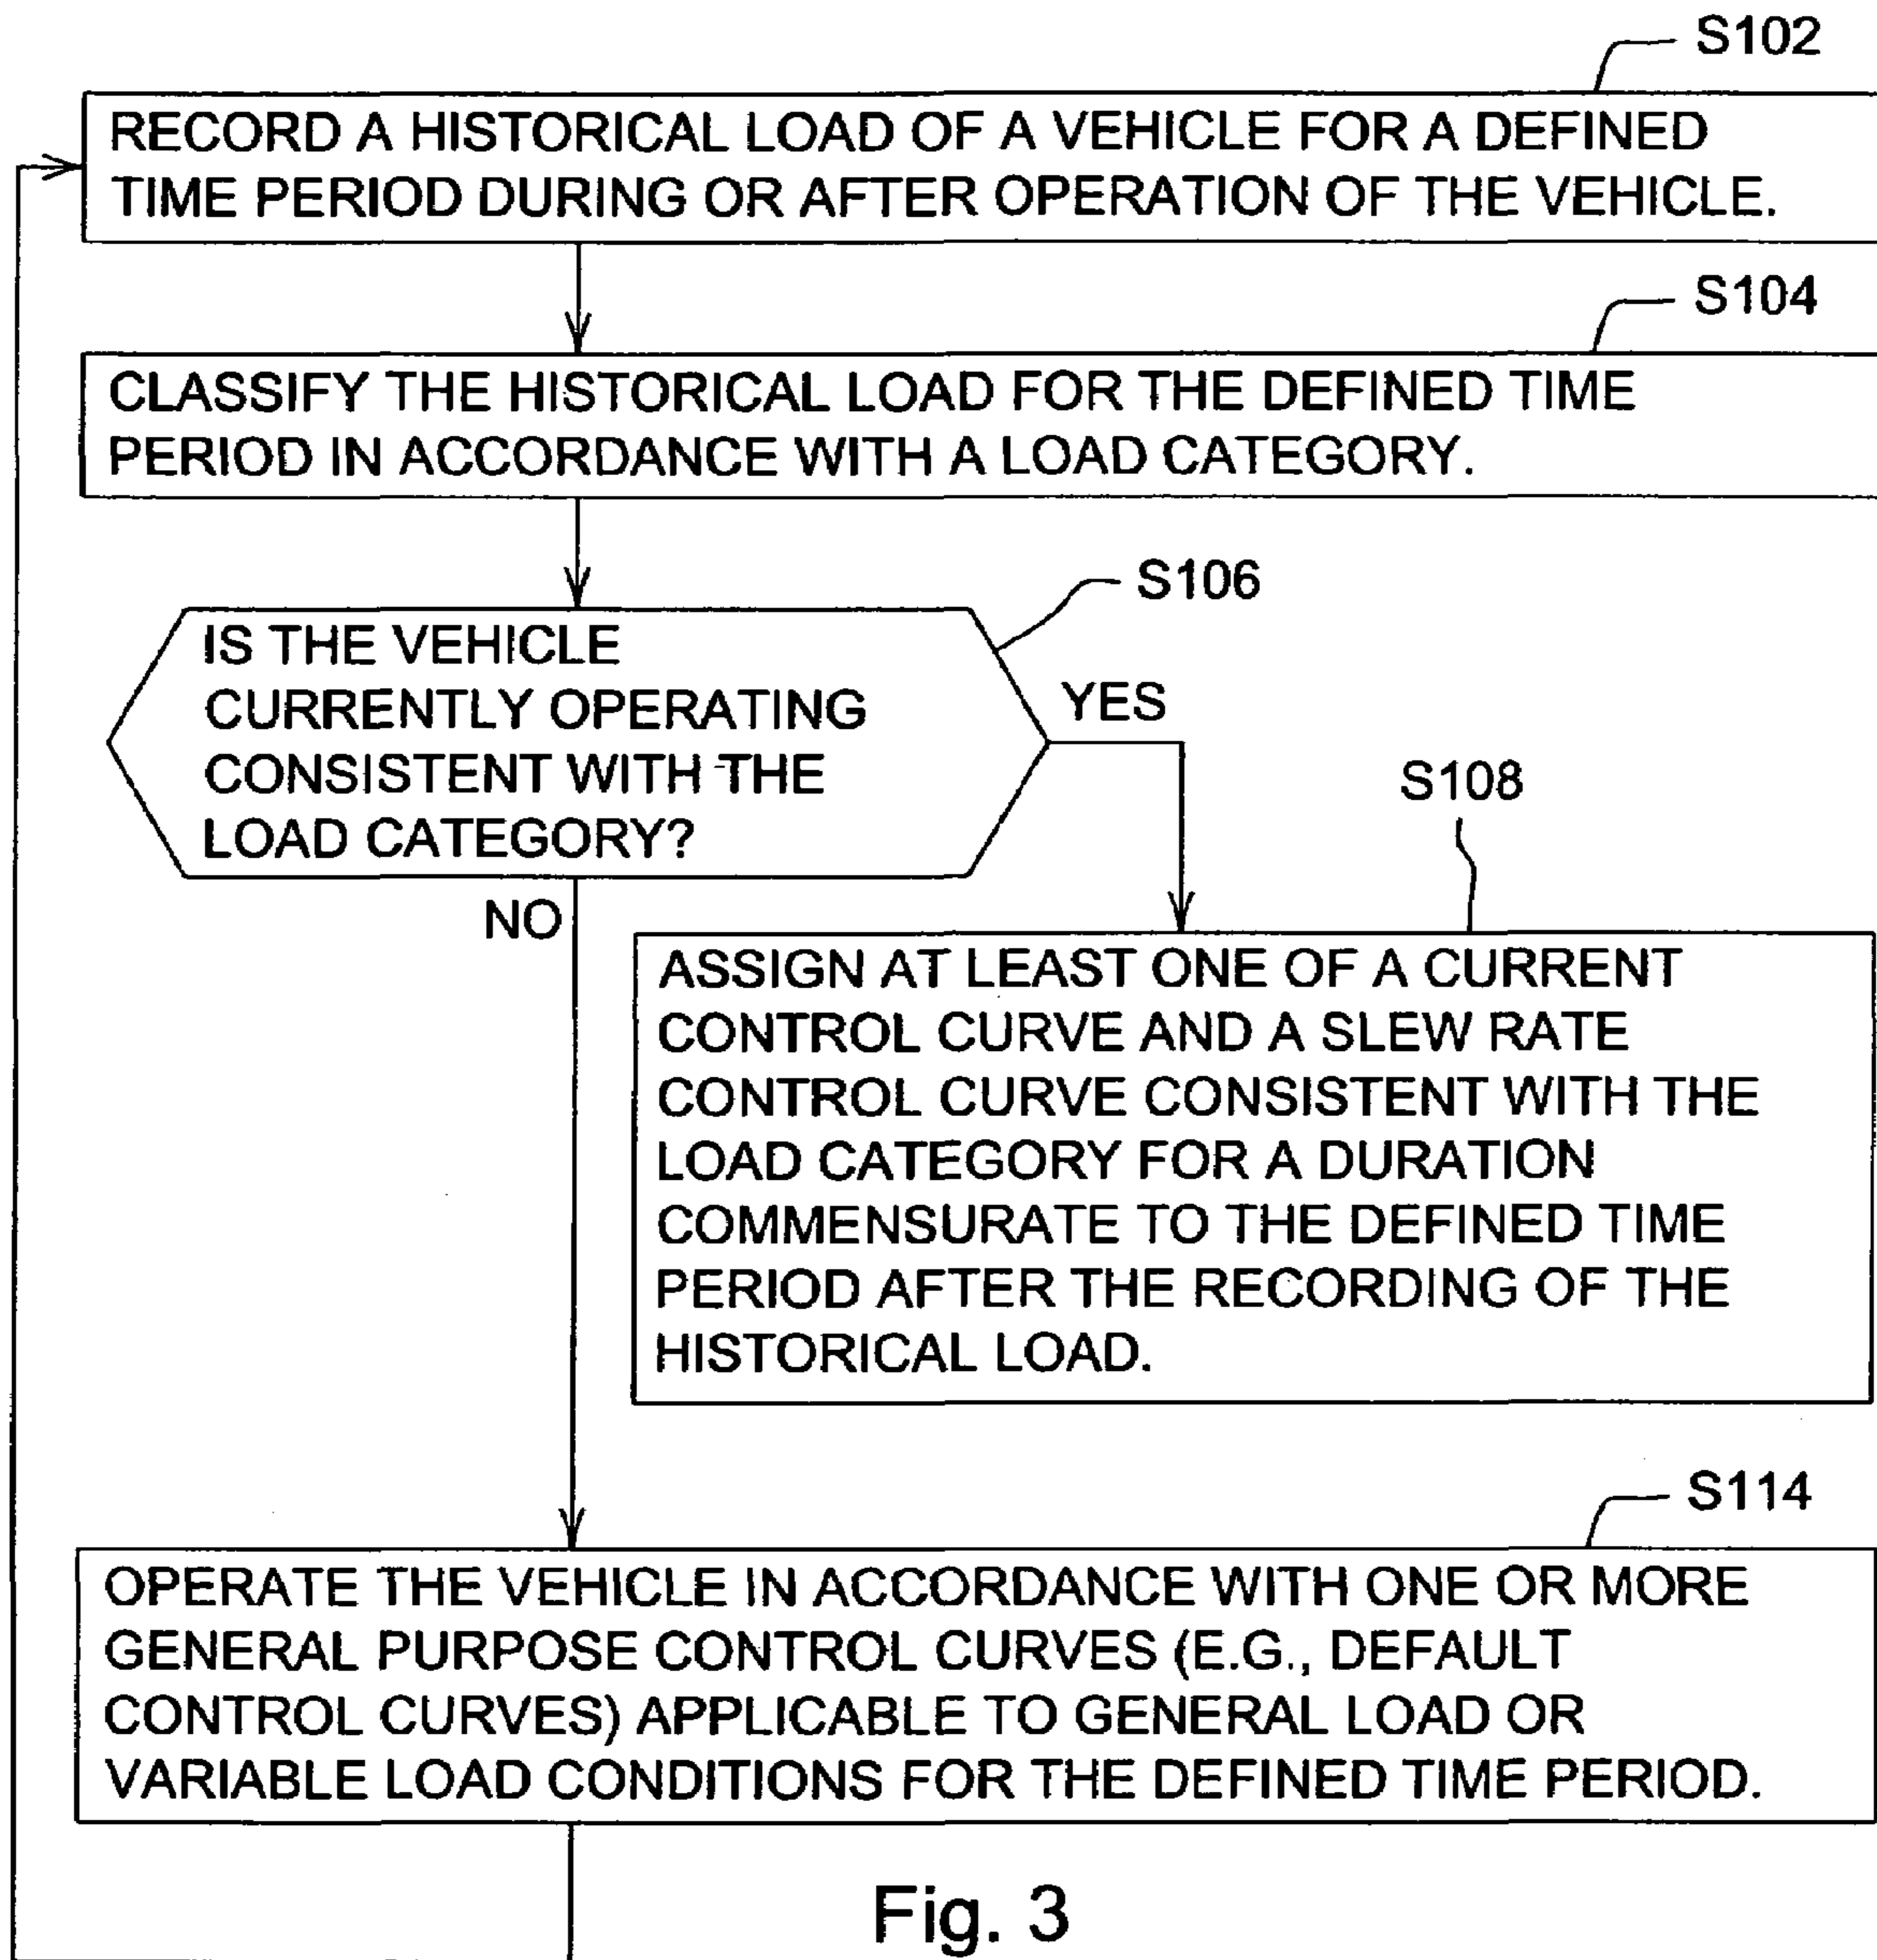 S102
RECORD A HISTORICAL LOAD OF A VEHICLE FOR A DEFINED
TIME PERIOD DURING OR AFTER OPERATION OF THE VEHICLE.
S104
CLASSIFY THE HISTORICAL LOAD FOR THE DEFINED TIME
PERIOD IN ACCORDANCE WITH A LOAD CATEGORY.
S106
IS THE VEHICLE
CURRENTLY OPERATING
CONSISTENT WITH THE
LOAD CATEGORY?
YES
NO
S108
ASSIGN AT LEAST ONE OF A CURRENT
CONTROL CURVE AND A SLEW RATE
CONTROL CURVE CONSISTENT WITH THE
LOAD CATEGORY FOR A DURATION
COMMENSURATE TO THE DEFINED TIME
PERIOD AFTER THE RECORDING OF THE
HISTORICAL LOAD.
S114
OPERATE THE VEHICLE IN ACCORDANCE WITH ONE OR MORE
GENERAL PURPOSE CONTROL CURVES (E.G., DEFAULT
CONTROL CURVES) APPLICABLE TO GENERAL LOAD OR
VARIABLE LOAD CONDITIONS FOR THE DEFINED TIME PERIOD.
Fig. 3